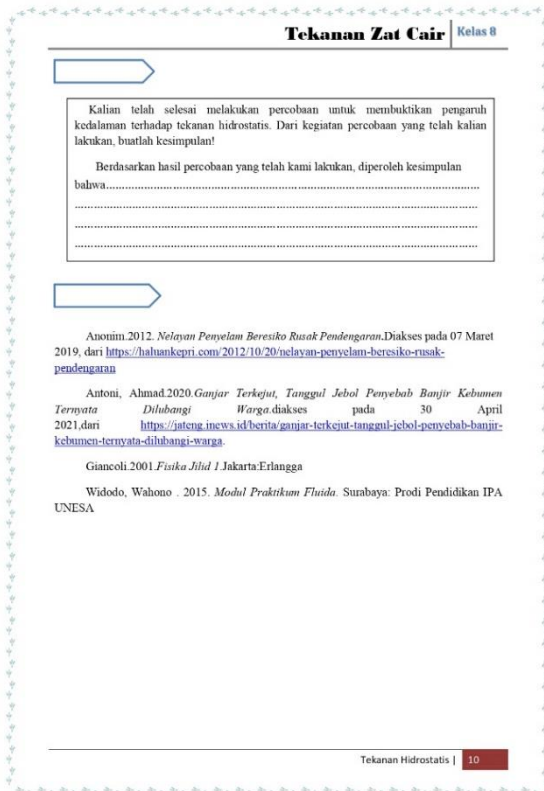 Tekanan Zat Cair Kelas 8
Kalian telah selesai melakukan percobaan untuk membuktikan pengaruh
kedalaman terhadap tekanan hidrostatis. Dari kegiatan percobaan yang telah kalian
lakukan, buatlah kesimpulan!
Berdasarkan hasil percobaan yang telah kami lakukan, diperoleh kesimpulan
bahwa...............................................................................................................
...............................................................................................................
...............................................................................................................
...............................................................................................................
Anonim.2012. Nelayan Penyelam Beresiko Rusak Pendengaran.Diakses pada 07 Maret
2019, dari https://haluankepri.com/2012/10/20/nelayan-penyelam-beresiko-rusak-
pendengaran
Antoni, Ahmad.2020.Ganjar Terkejut, Tanggul Jebol Penyebab Banjir Kebumen
Ternyata Dilubangi Warga.diakses pada 30 April
2021,dari https://jateng.inews.id/berita/ganjar-terkejut-tanggul-jebol-penyebab-banjir-
kebumen-ternyata-dilubangi-warga.
Giancoli.2001.Fisika Jilid 1.Jakarta:Erlangga
Widodo, Wahono . 2015. Modul Praktikum Fluida. Surabaya: Prodi Pendidikan IPA
UNESA
Tekanan Hidrostatis | 10